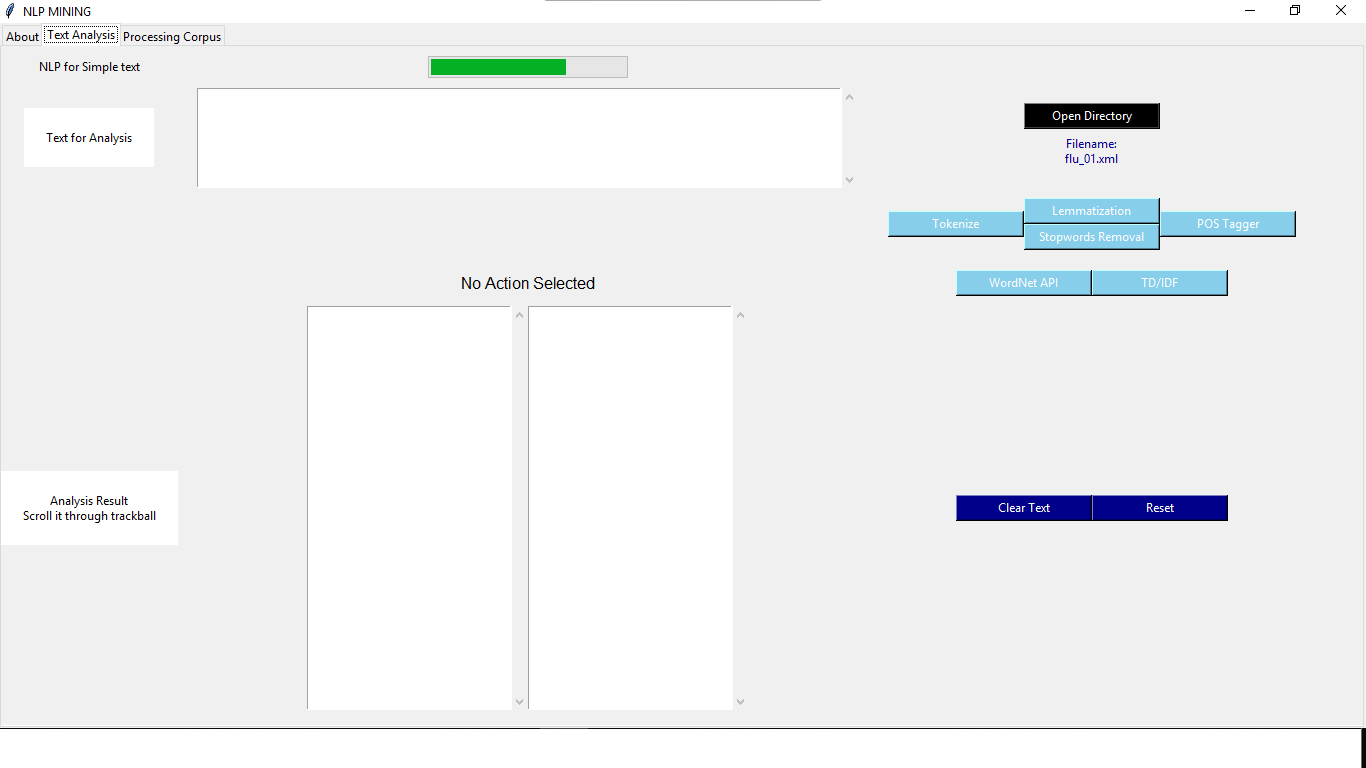 NLP MINING
About
Text Analysis
Processing Corpus
NLP for Simple text
Text for Analysis
Open Directory
Filename:
flu_01.xml
Tokenize
Lemmatization
Stopwords Removal
POS Tagger
WordNet API
TD/IDF
No Action Selected
Analysis Result
Scroll it through trackball
Clear Text
Reset